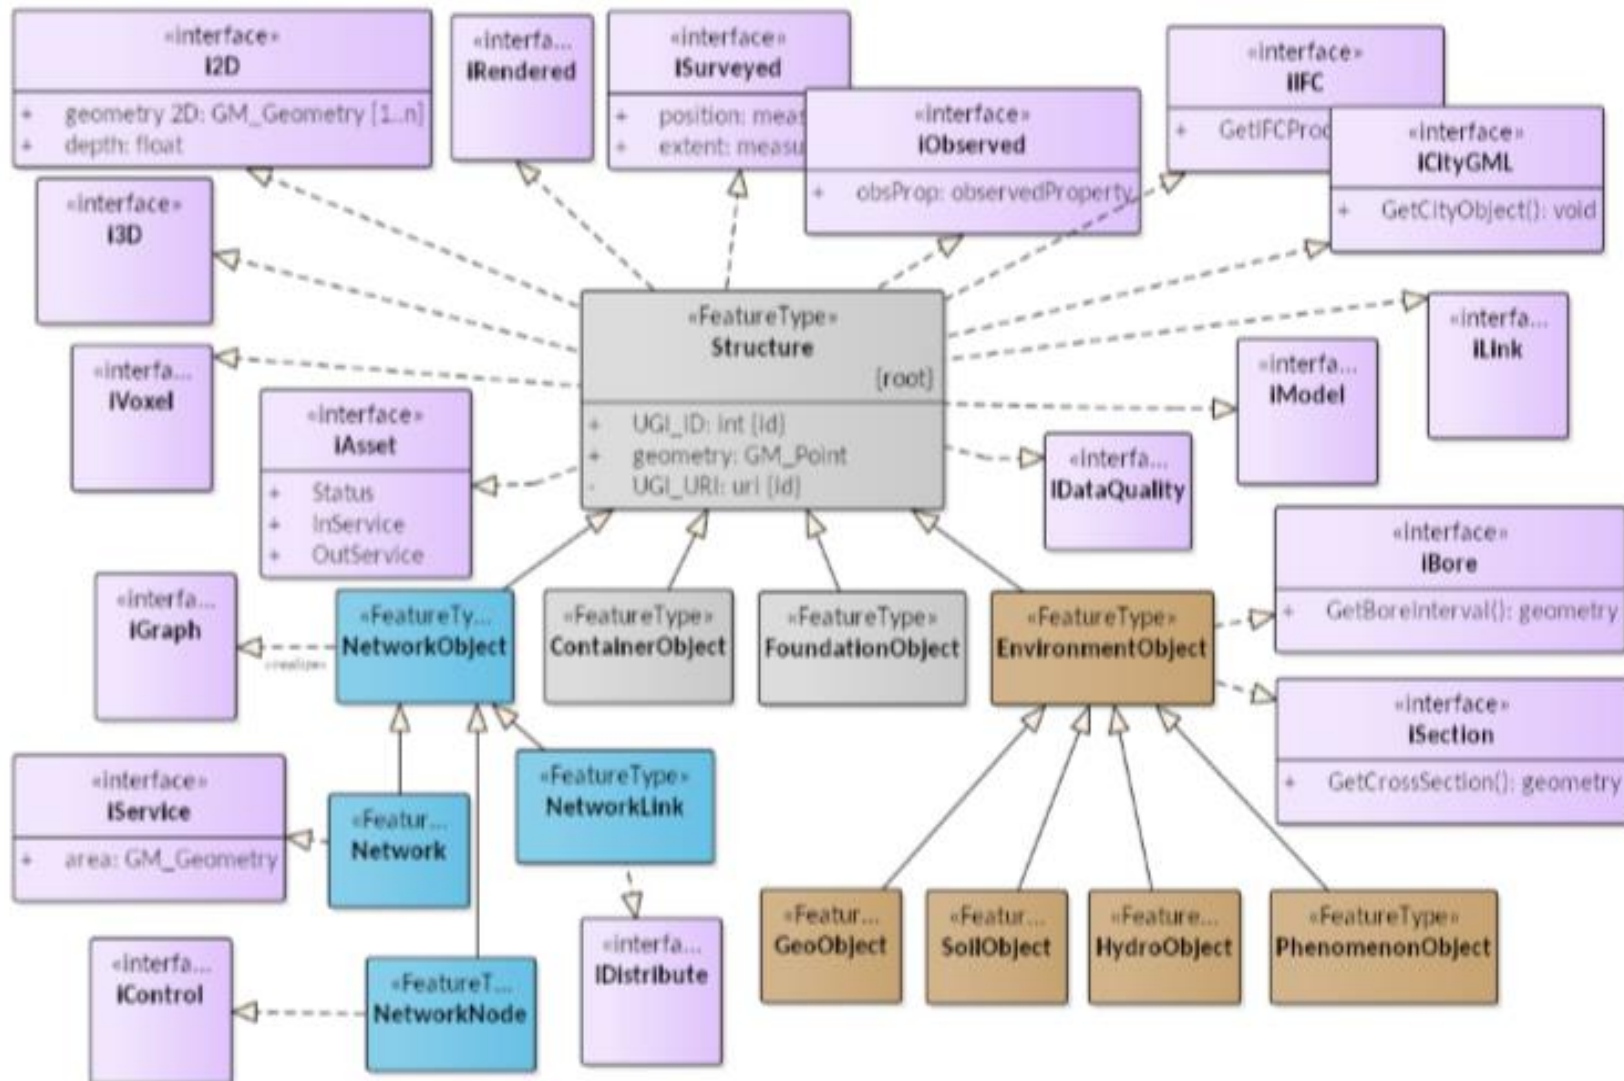 «interface»
i2D
+ geometry 2D: GM_Geometry [1..n]
+ depth: float
«interfa...
iRendered
«interface»
iSurveyed
+ position: meas
+ extent: measu
«interface»
iObserved
+ obsProp: observedProperty
«interface»
iIFC
+ GetIFCProd
«interface»
iCityGML
+ GetCityObject(): void
«interface»
i3D
«interfa...
iVoxel
«interface»
iAsset
+ Status
+ InService
+ OutService
«FeatureType»
Structure
{root}
+ UGI_ID: int {id}
+ geometry: GM_Point
- UGI_URI: uri {id}
«interfa...
iLink
«interfa...
iModel
«interfa...
iDataQuality
«interface»
iBore
+ GetBoreInterval(): geometry
«interfa...
iGraph
«realize»
«FeatureTy...
NetworkObject
«FeatureType»
ContainerObject
«FeatureType»
FoundationObject
«FeatureType»
EnvironmentObject
«interface»
iSection
+ GetCrossSection(): geometry
«interface»
iService
+ area: GM_Geometry
«Featur...
Network
«FeatureType»
NetworkLink
«interfa...
iControl
«FeatureT...
NetworkNode
«interfa...
iDistribute
«Featur...
GeoObject
«Featur...
SoilObject
«Feature...
HydroObject
«FeatureType»
PhenomenonObject